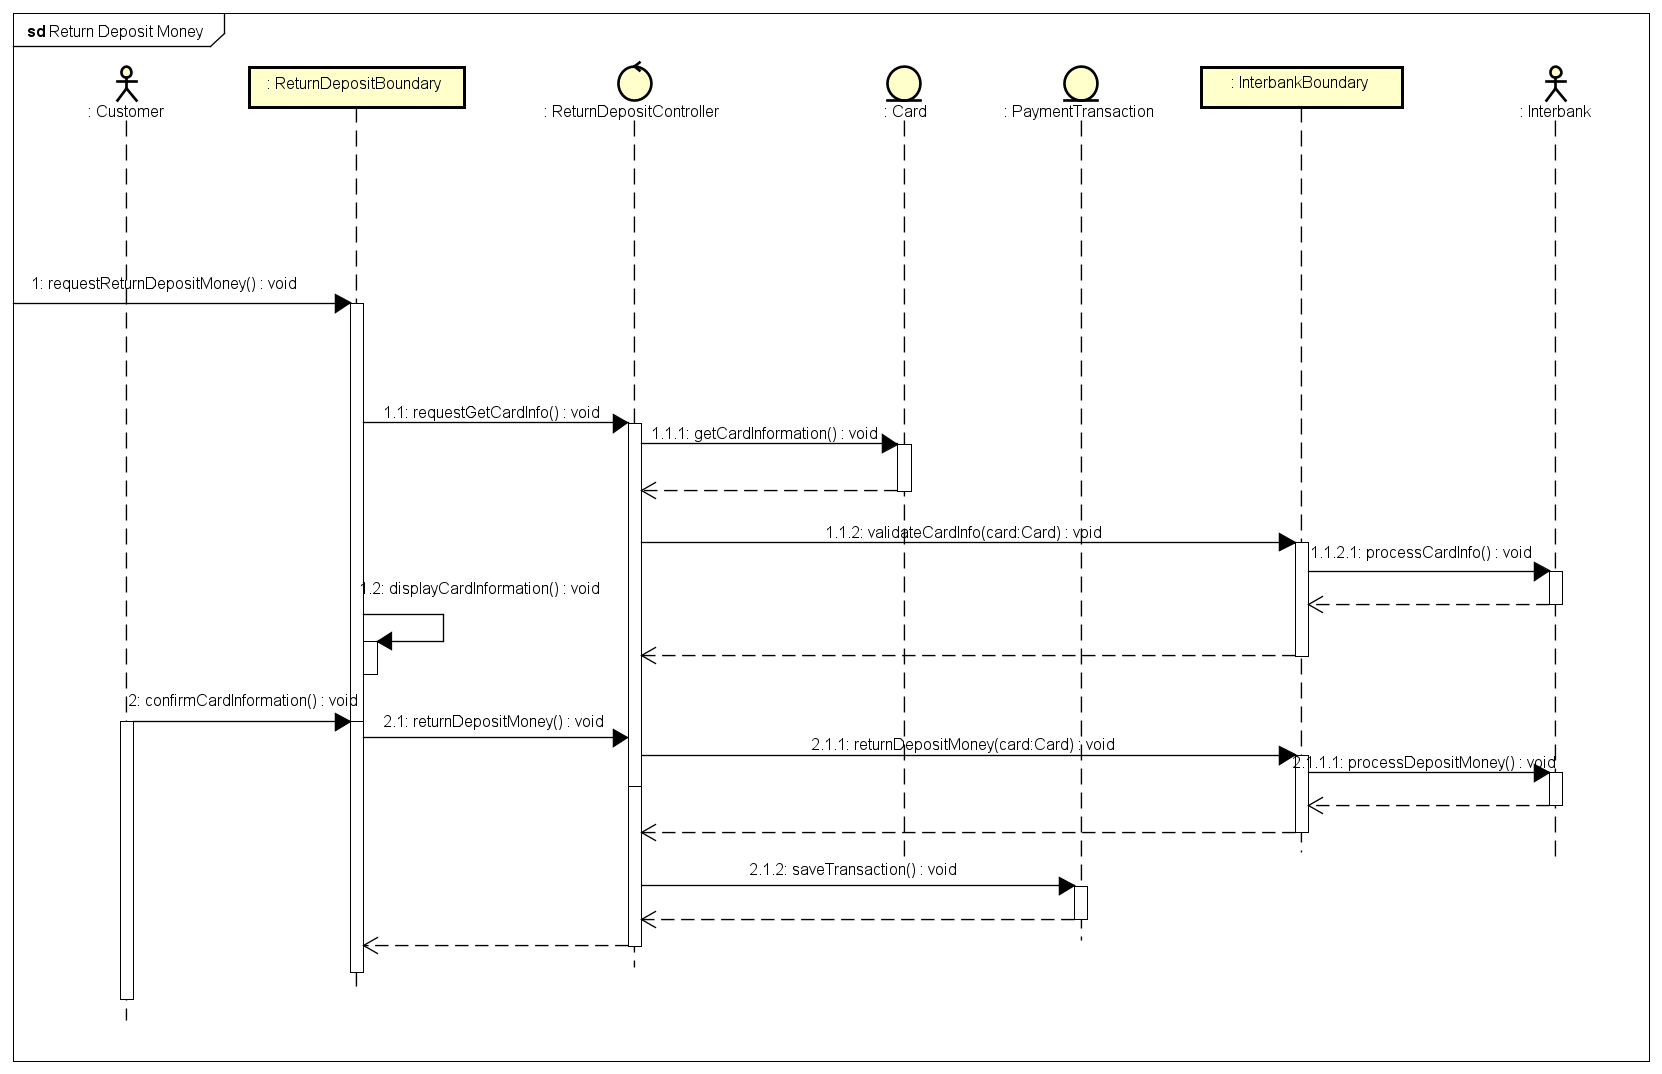 sd Return Deposit Money
: Customer
: ReturnDepositBoundary
: ReturnDepositController
: Card
: PaymentTransaction
: InterbankBoundary
: Interbank
1: requestReturnDepositMoney() : void
1.1: requestGetCardInfo() : void
1.1.1: getCardInformation() : void
1.1.2: validateCardInfo(card:Card) : void
1.1.2.1: processCardInfo() : void
1.2: displayCardInformation() : void
2: confirmCardInformation() : void
2.1: returnDepositMoney() : void
2.1.1: returnDepositMoney(card:Card) : void
2.1.1.1: processDepositMoney() : void
2.1.2: saveTransaction() : void